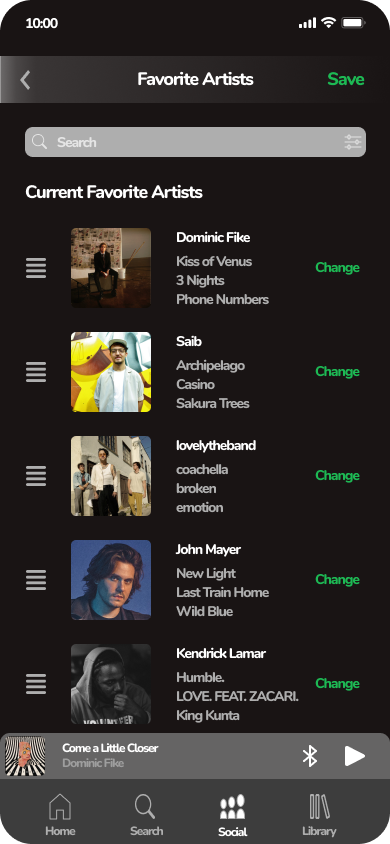 10:00
Favorite Artists
Save
Search
Current Favorite Artists
Dominic Fike
Kiss of Venus
3 Nights
Phone Numbers
Change
Saib
Archipelago
Casino
Sakura Trees
Change
lovelytheband
coachella
broken
emotion
Change
John Mayer
New Light
Last Train Home
Wild Blue
Change
Kendrick Lamar
Humble.
LOVE. FEAT. ZACARI.
King Kunta
Change
Come a Little Closer
Dominic Fike
Home
Search
Social
Library